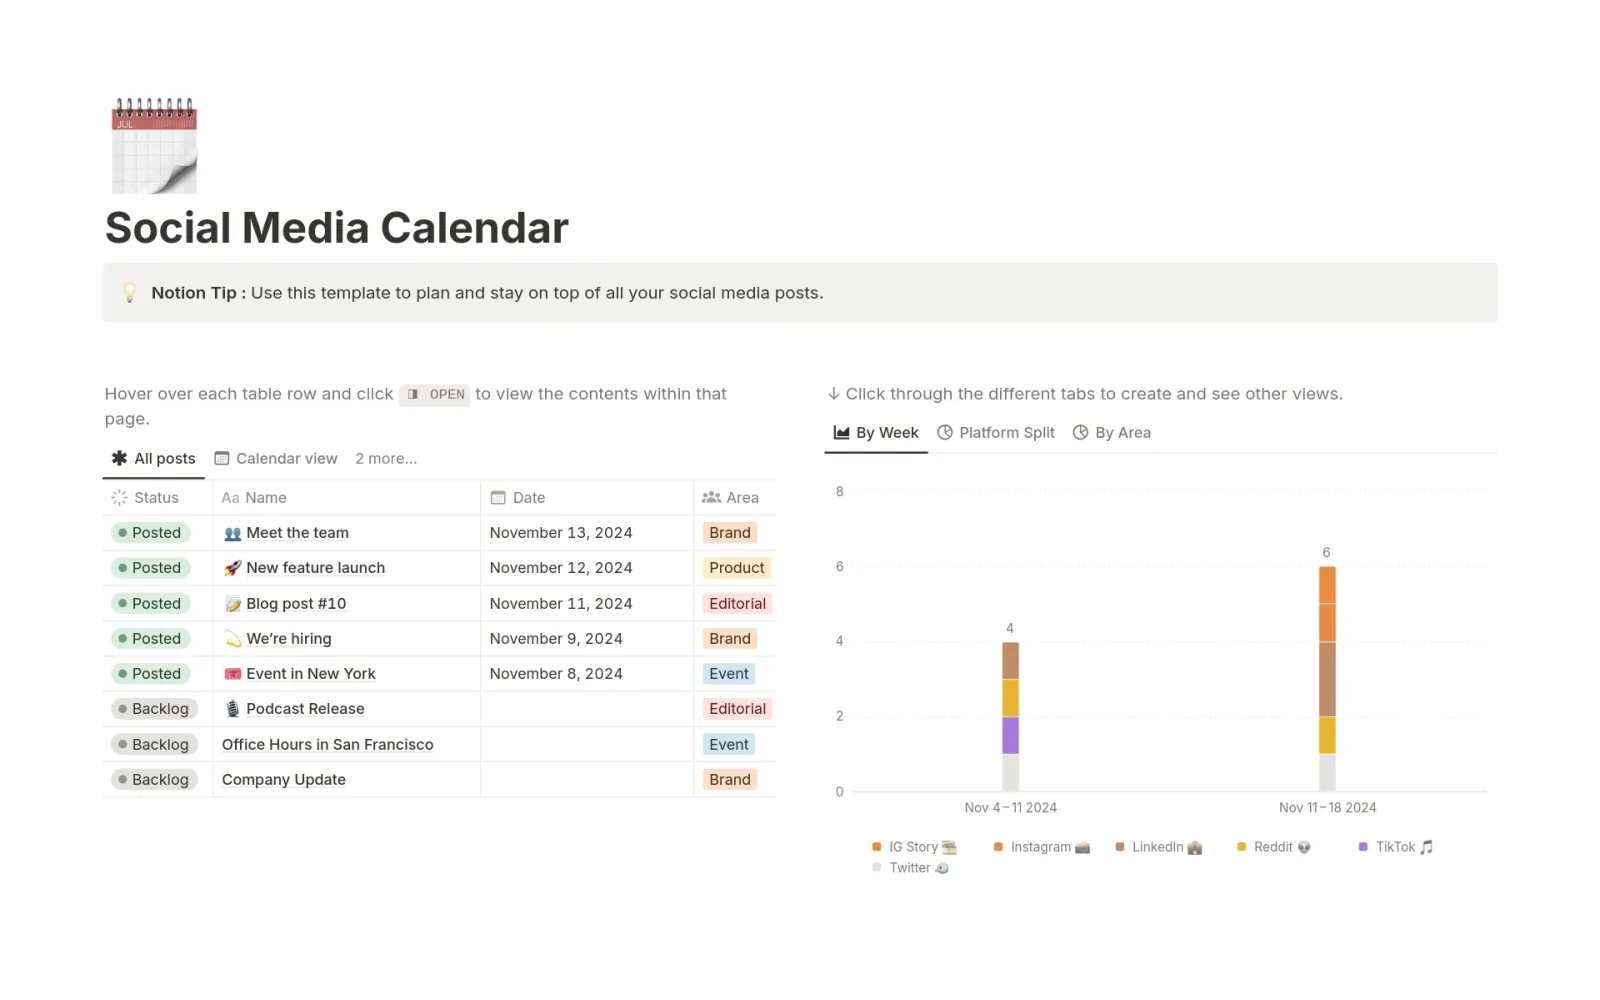 JUL
Social Media Calendar
Notion Tip : Use this template to plan and stay on top of all your social media posts.
Hover over each table row and click OPEN to view the contents within that
page.
All posts Calendar view 2 more...
Status Aa Name Date Area
Posted Meet the team November 13, 2024 Brand
Posted New feature launch November 12, 2024 Product
Posted Blog post #10 November 11, 2024 Editorial
Posted We’re hiring November 9, 2024 Brand
Posted Event in New York November 8, 2024 Event
Backlog Podcast Release Editorial
Backlog Office Hours in San Francisco Event
Backlog Company Update Brand
↓ Click through the different tabs to create and see other views.
By Week Platform Split By Area
8
6
6
4
4
2
0
Nov 4–11 2024 Nov 11–18 2024
IG Story Instagram LinkedIn Reddit TikTok
Twitter